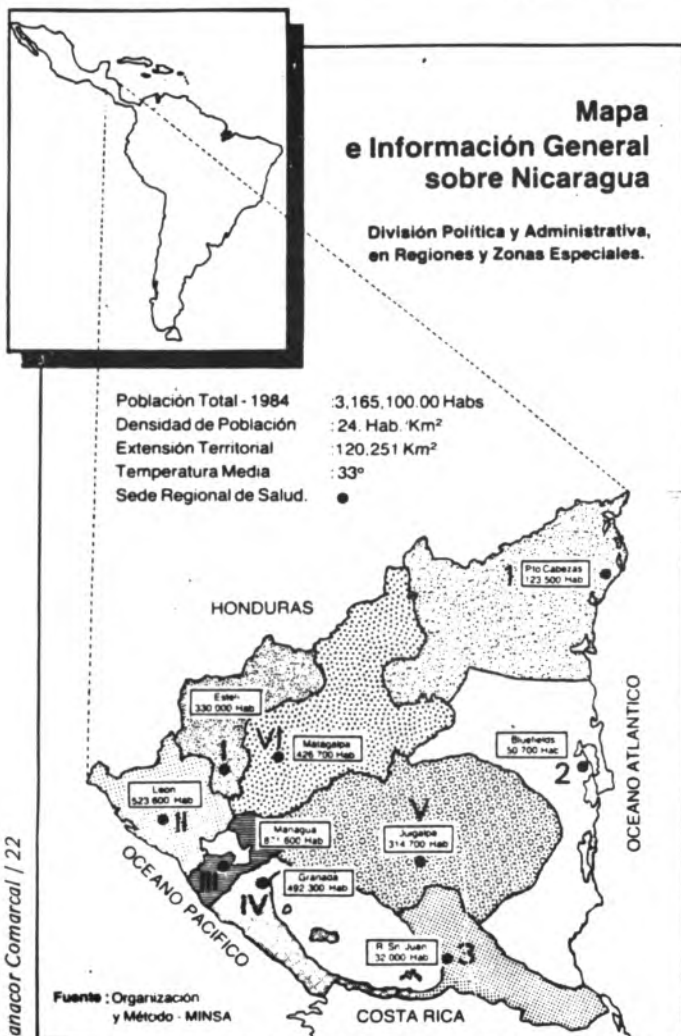 Mapa
e Información General
sobre Nicaragua
División Política y Administrativa,
en Regiones y Zonas Especiales.
Población Total - 1984 :3,165,100.00 Habs
Densidad de Población :24. Hab. Km²
Extensión Territorial :120.251 Km²
Temperatura Media :33º
Sede Regional de Salud. ●
HONDURAS
1
Pto Cabezas
123 500 Hab
Estelí
330 000 Hab
I
VI
Matagalpa
426 700 Hab
Bluefields
50 700 Hab
2
OCEANO ATLANTICO
León
523 600 Hab
II
Managua
600 Hab
III
V
Juigalpa
314 700 Hab
Granada
492 300 Hab
IV
OCEANO PACIFICO
R. Sn. Juan
32 000 Hab
3
COSTA RICA
Fuente : Organización
y Método - MINSA
anacor Comarcal / 22